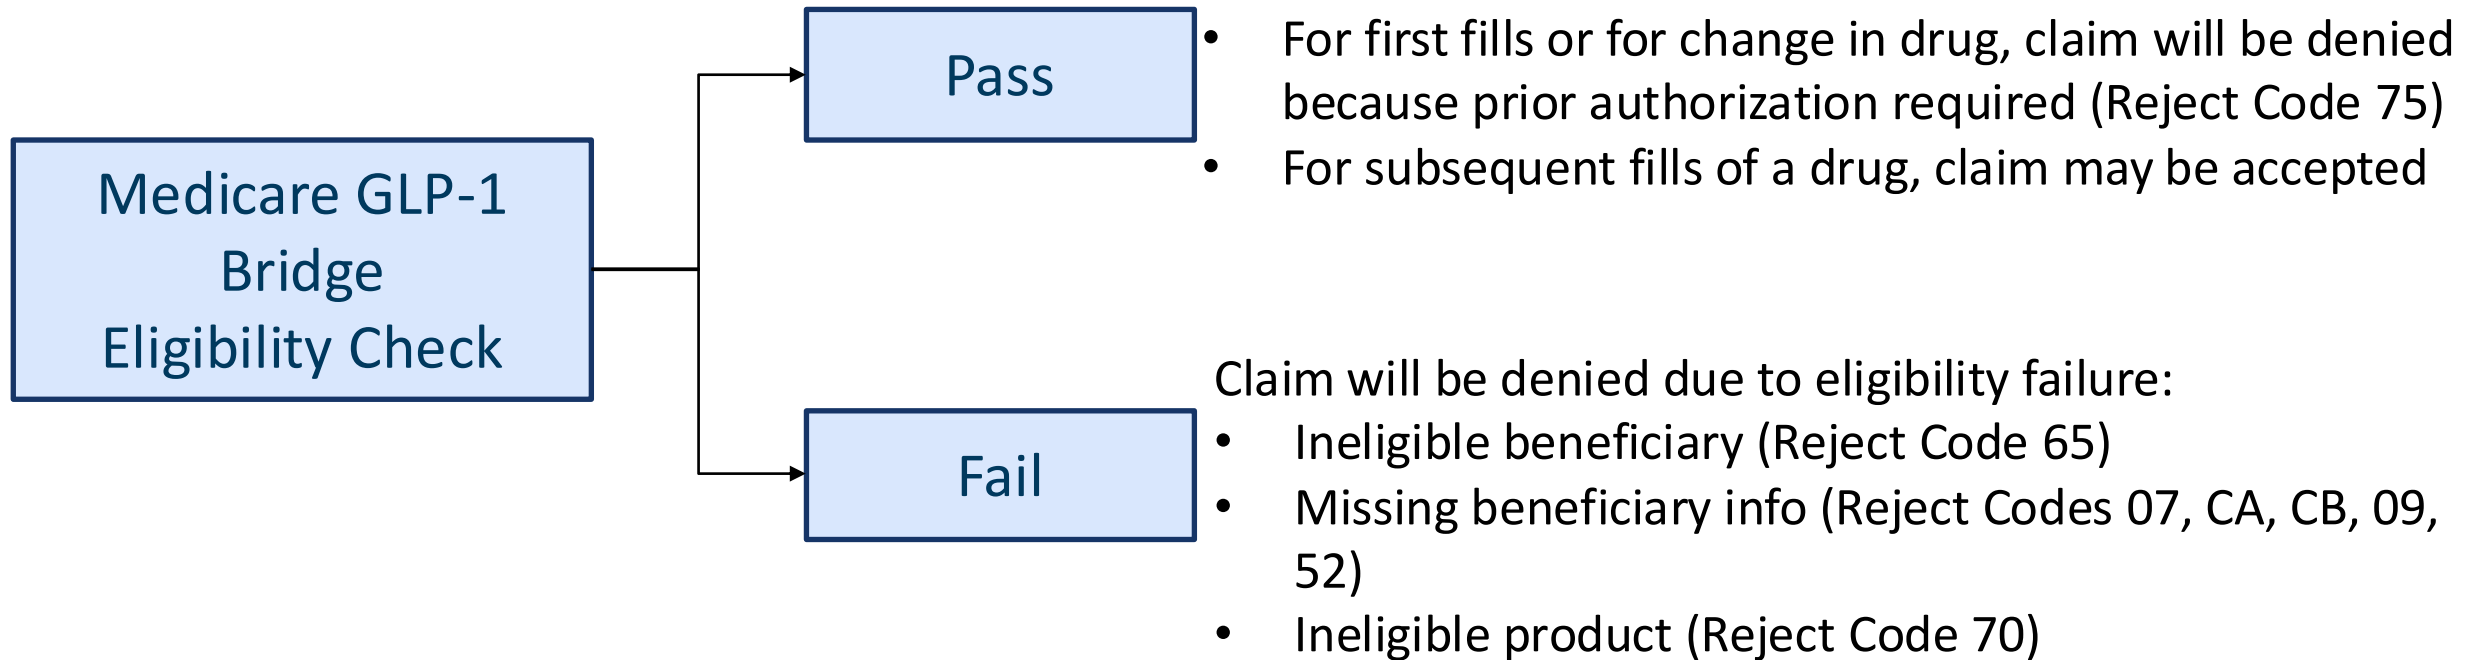 Medicare GLP-1
Bridge
Eligibility Check
Pass
• For first fills or for change in drug, claim will be denied
because prior authorization required (Reject Code 75)
• For subsequent fills of a drug, claim may be accepted
Fail
Claim will be denied due to eligibility failure:
• Ineligible beneficiary (Reject Code 65)
• Missing beneficiary info (Reject Codes 07, CA, CB, 09,
52)
• Ineligible product (Reject Code 70)